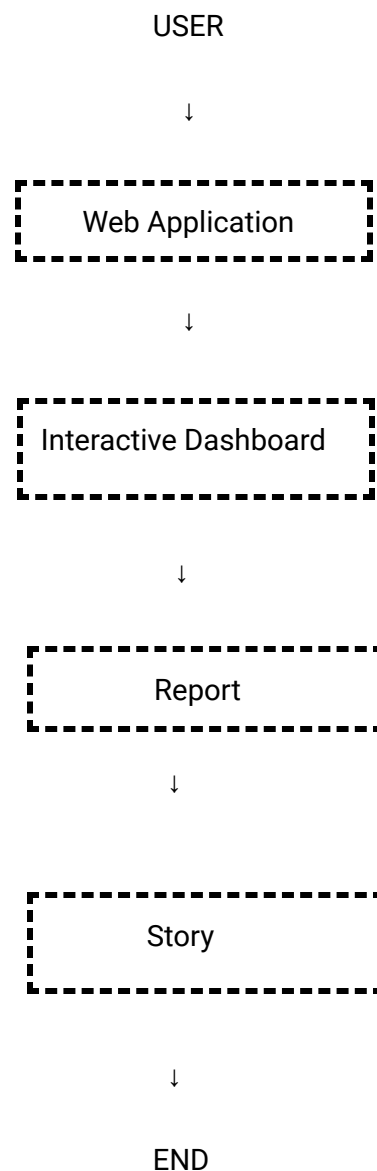 USER
↓
Web Application
↓
Interactive Dashboard
↓
Report
↓
Story
↓
END